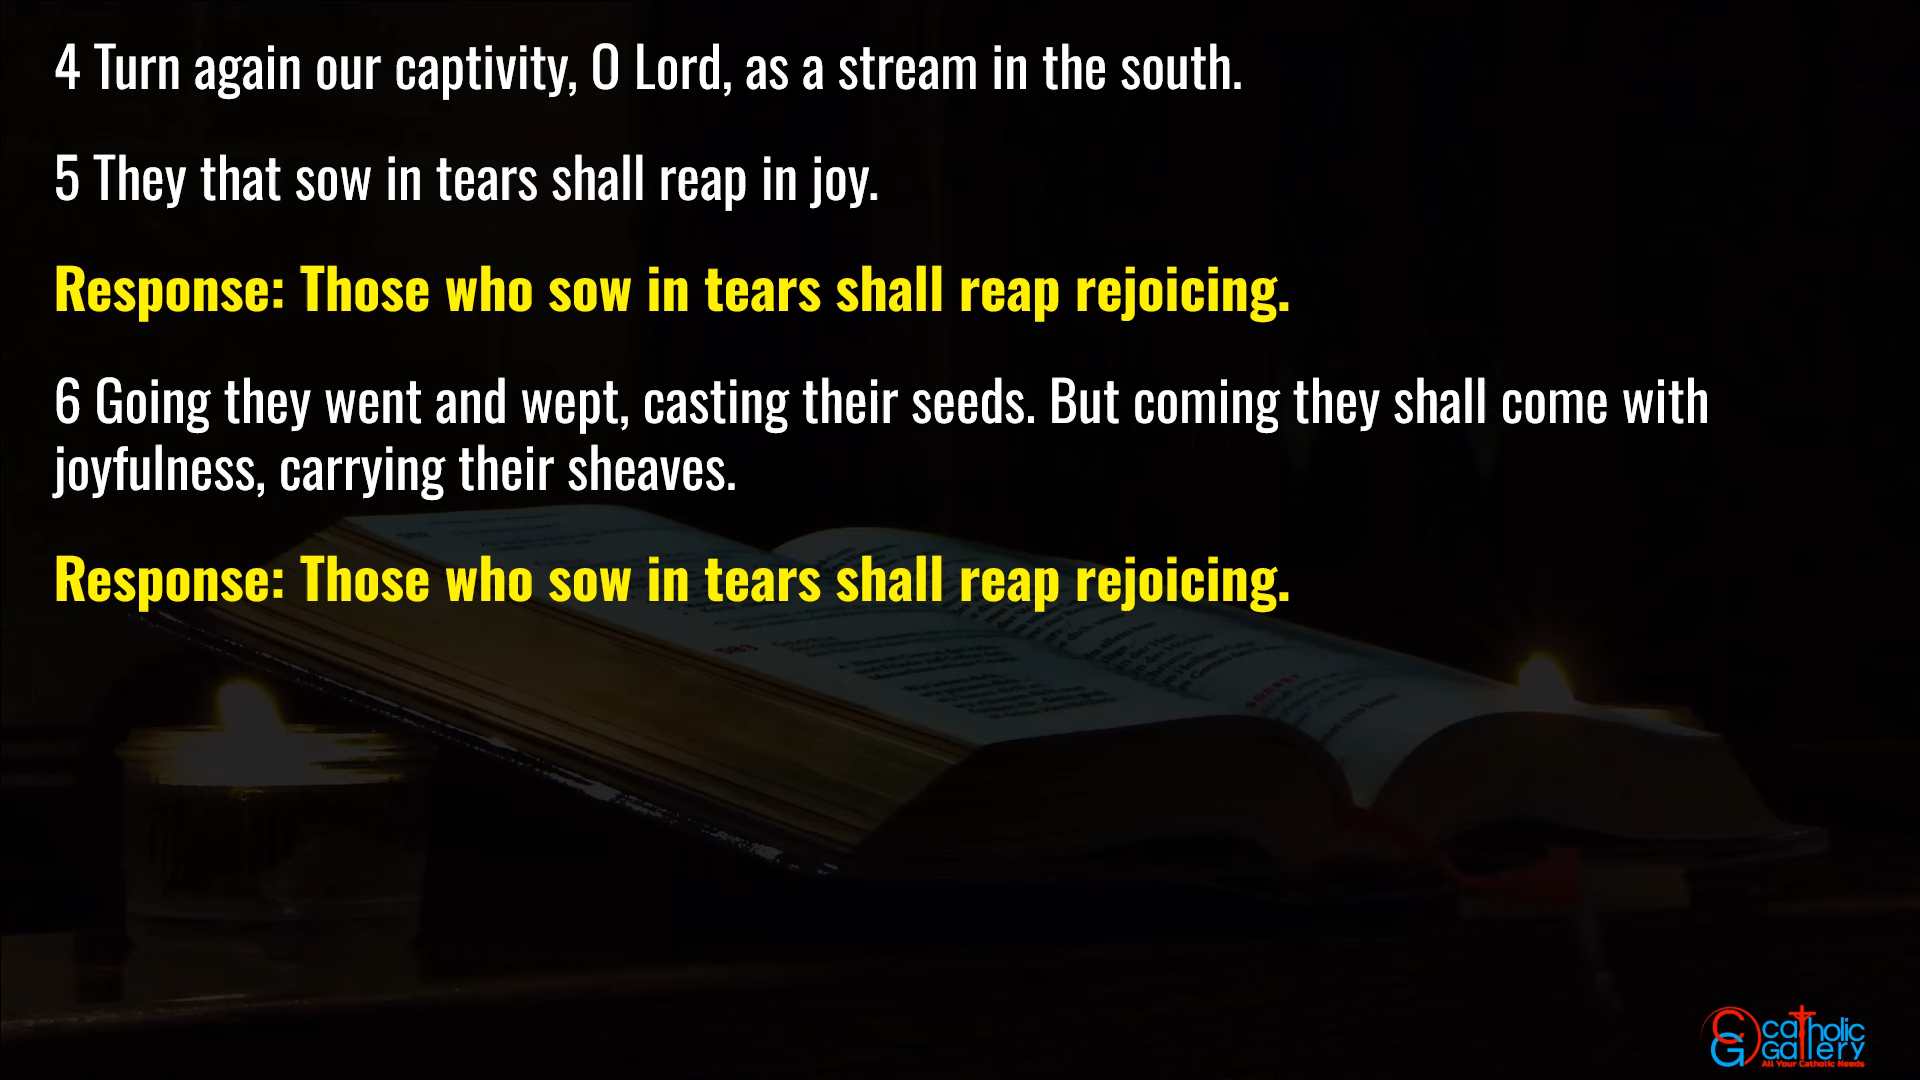 4 Turn again our captivity, O Lord, as a stream in the south.
5 They that sow in tears shall reap in joy.
Response: Those who sow in tears shall reap rejoicing.
6 Going they went and wept, casting their seeds. But coming they shall come with
joyfulness, carrying their sheaves.
Response: Those who sow in tears shall reap rejoicing.
catholic
Gallery
All Your Catholic Needs